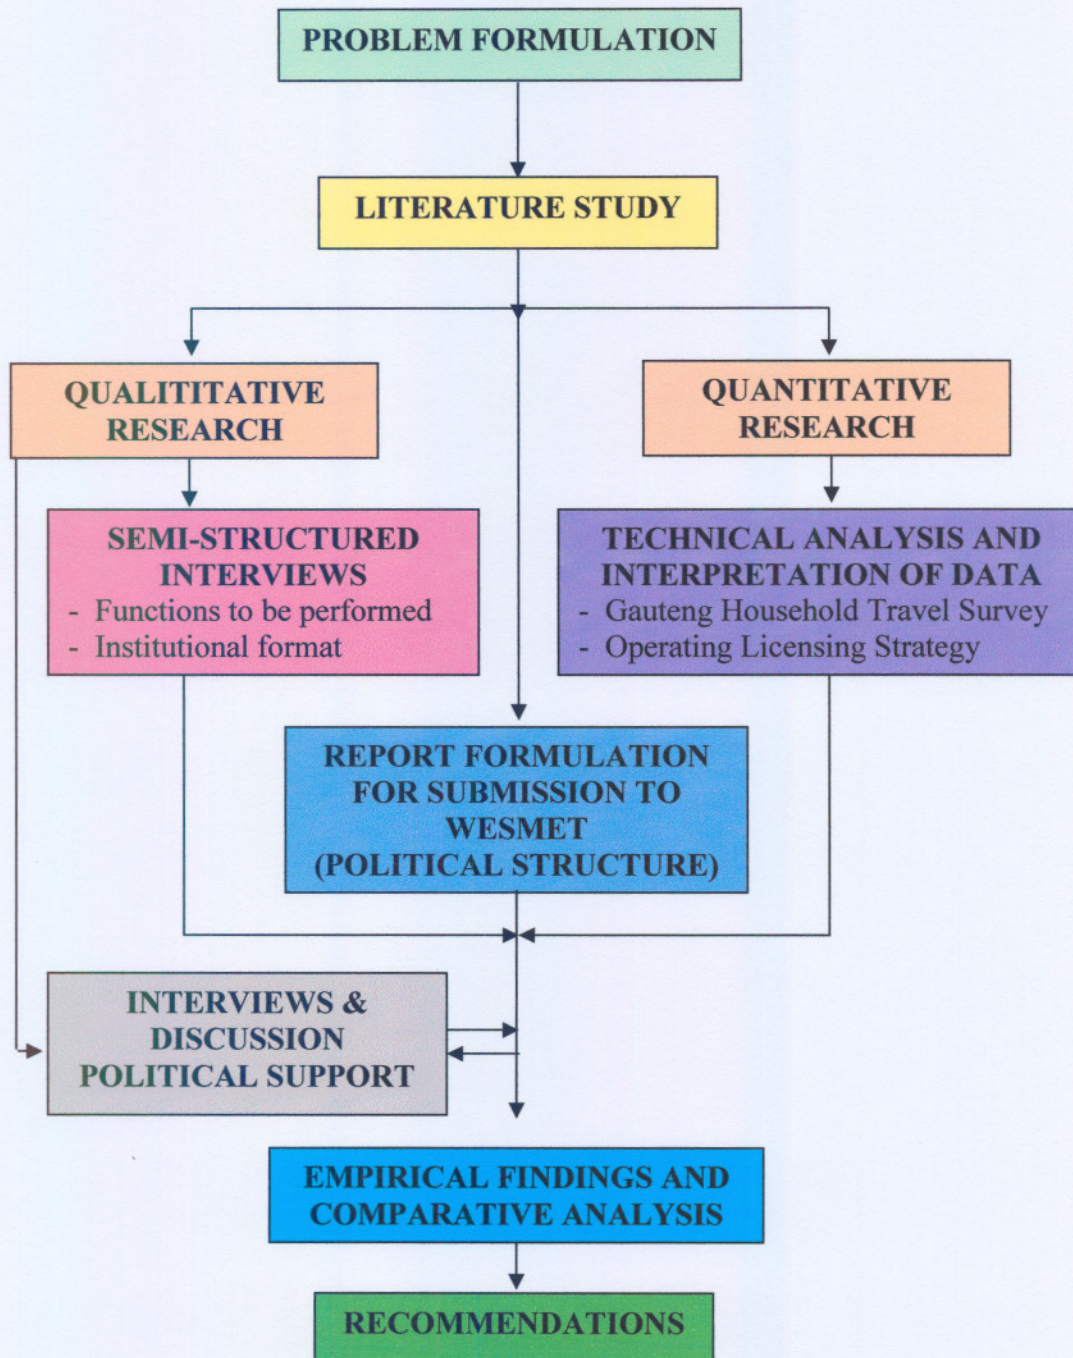 PROBLEM FORMULATION
LITERATURE STUDY
QUALITITATIVE
RESEARCH
QUANTITATIVE
RESEARCH
SEMI-STRUCTURED
INTERVIEWS
- Functions to be performed
- Institutional format
TECHNICAL ANALYSIS AND
INTERPRETATION OF DATA
- Gauteng Household Travel Survey
- Operating Licensing Strategy
REPORT FORMULATION
FOR SUBMISSION TO
WESMET
(POLITICAL STRUCTURE)
INTERVIEWS &
DISCUSSION
POLITICAL SUPPORT
EMPIRICAL FINDINGS AND
COMPARATIVE ANALYSIS
RECOMMENDATIONS